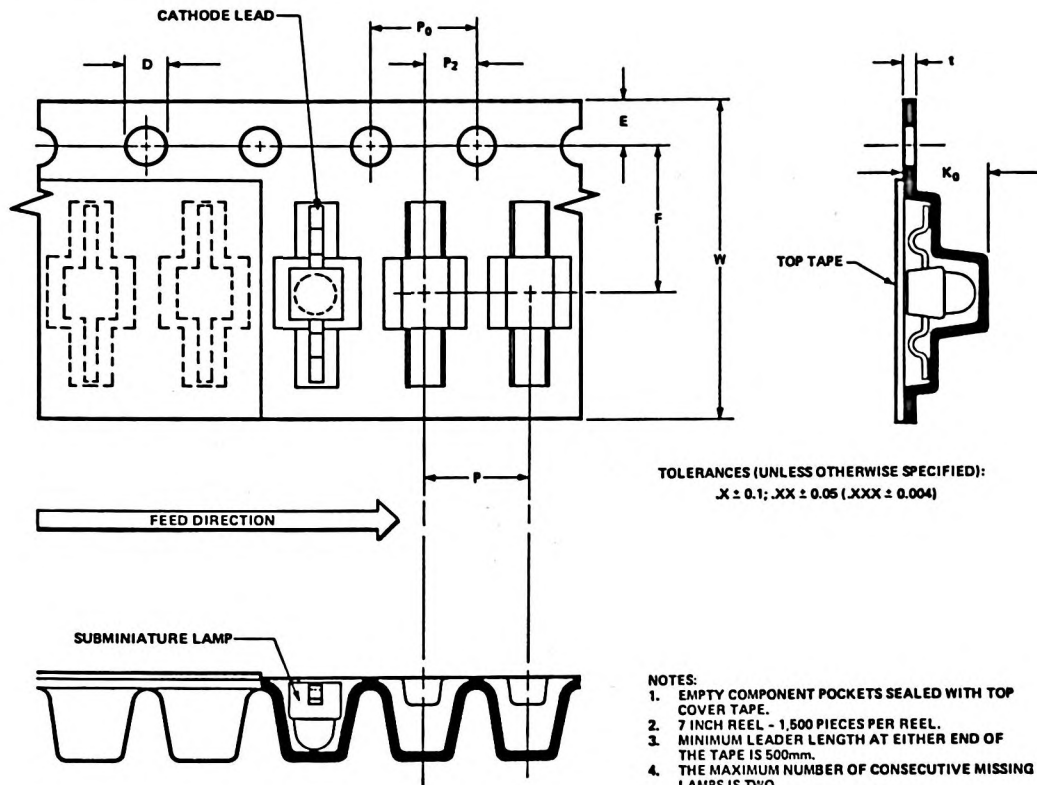 CATHODE LEAD
P0
P2
D
t
E
K0
F
W
TOP TAPE
P
TOLERANCES (UNLESS OTHERWISE SPECIFIED):
.X ± 0.1; .XX ± 0.05 (.XXX ± 0.004)
FEED DIRECTION
SUBMINIATURE LAMP
NOTES:
1. EMPTY COMPONENT POCKETS SEALED WITH TOP
COVER TAPE.
2. 7 INCH REEL - 1,500 PIECES PER REEL.
3. MINIMUM LEADER LENGTH AT EITHER END OF
THE TAPE IS 500mm.
4. THE MAXIMUM NUMBER OF CONSECUTIVE MISSING
LAMPS IS TWO.